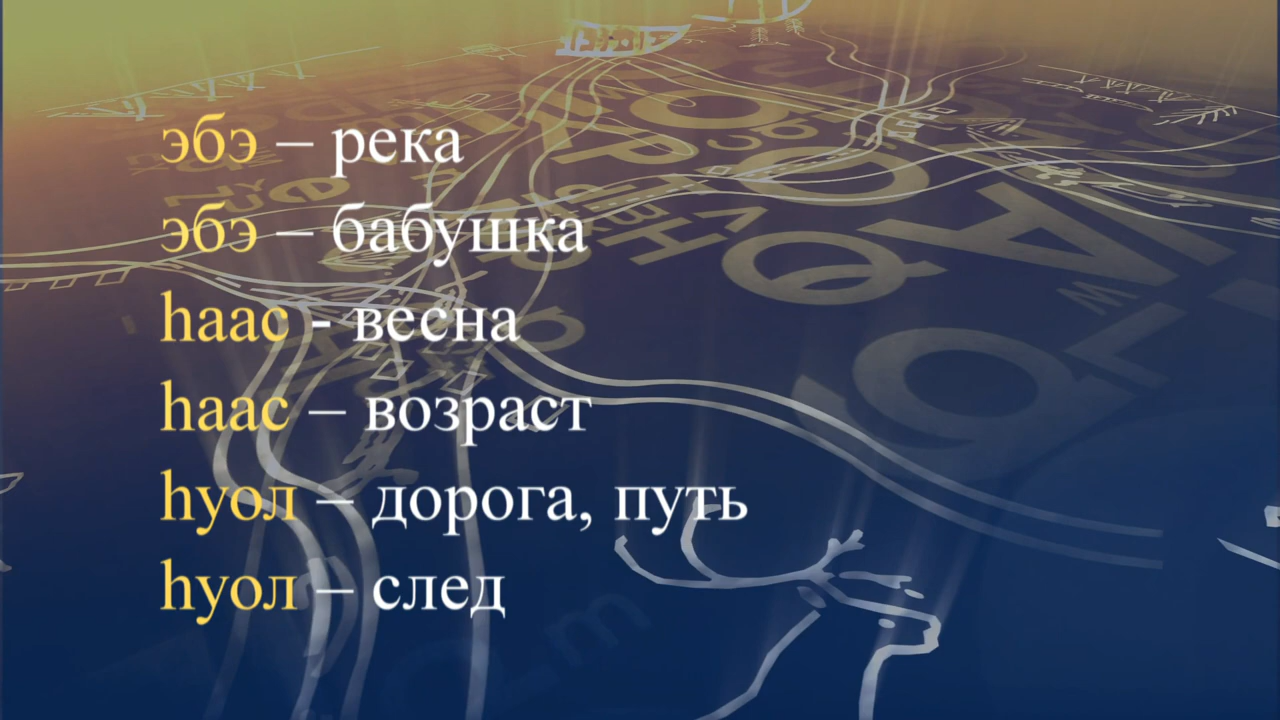 эбэ – река
эбэ – бабушка
һаас - весна
һаас – возраст
һуол – дорога, путь
һуол – след